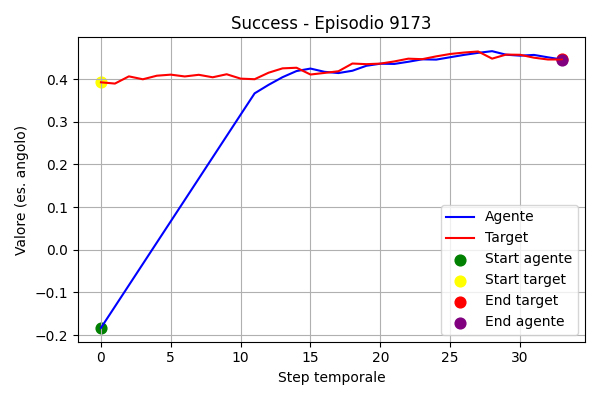 Success - Episodio 9173
Valore (es. angolo)
0.4
0.3
0.2
0.1
0.0
−0.1
−0.2
0
5
10
15
20
25
30
Step temporale
Agente
Target
Start agente
Start target
End target
End agente